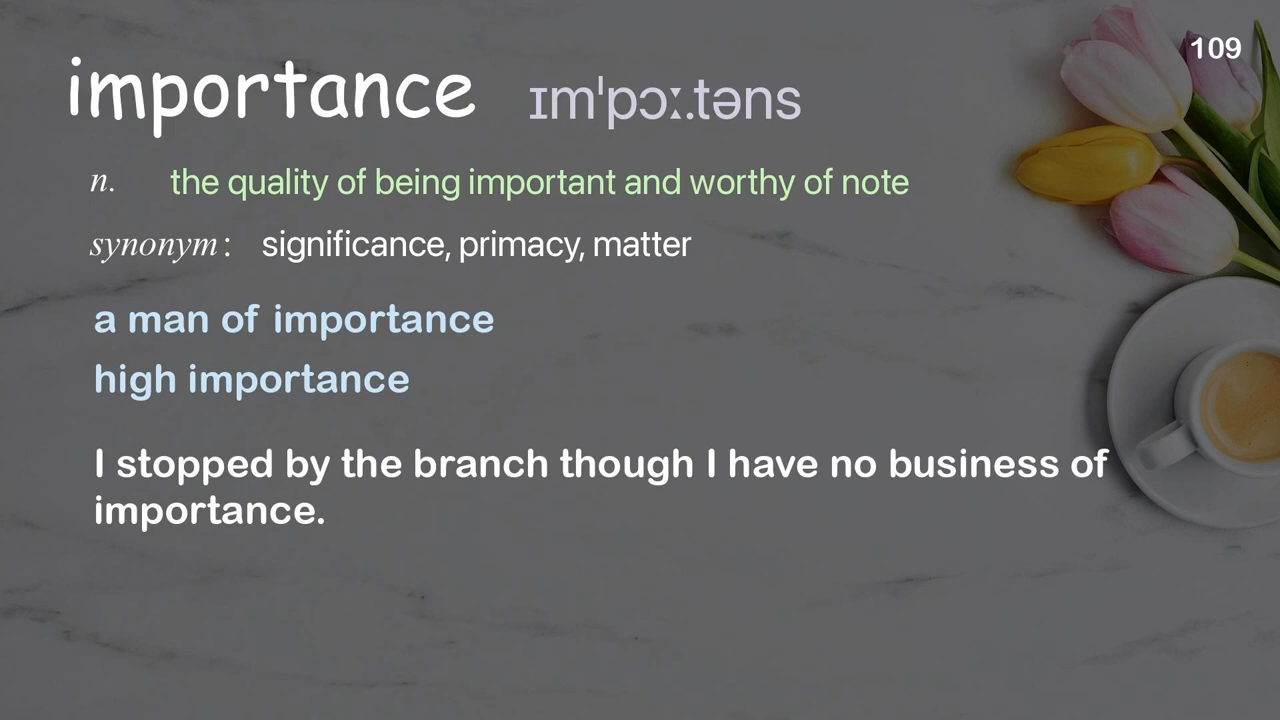 109
importance ɪmˈpɔː.təns
n. the quality of being important and worthy of note
synonym: significance, primacy, matter
a man of importance
high importance
I stopped by the branch though I have no business of
importance.